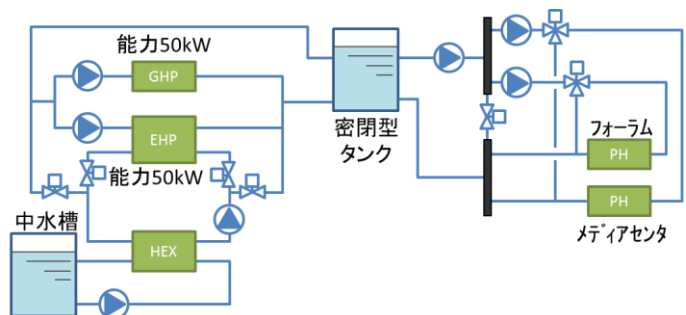 能力50kW
GHP
EHP
能力50kW
中水槽
HEX
密閉型
タンク
フォーラム
PH
PH
メディアセンタ